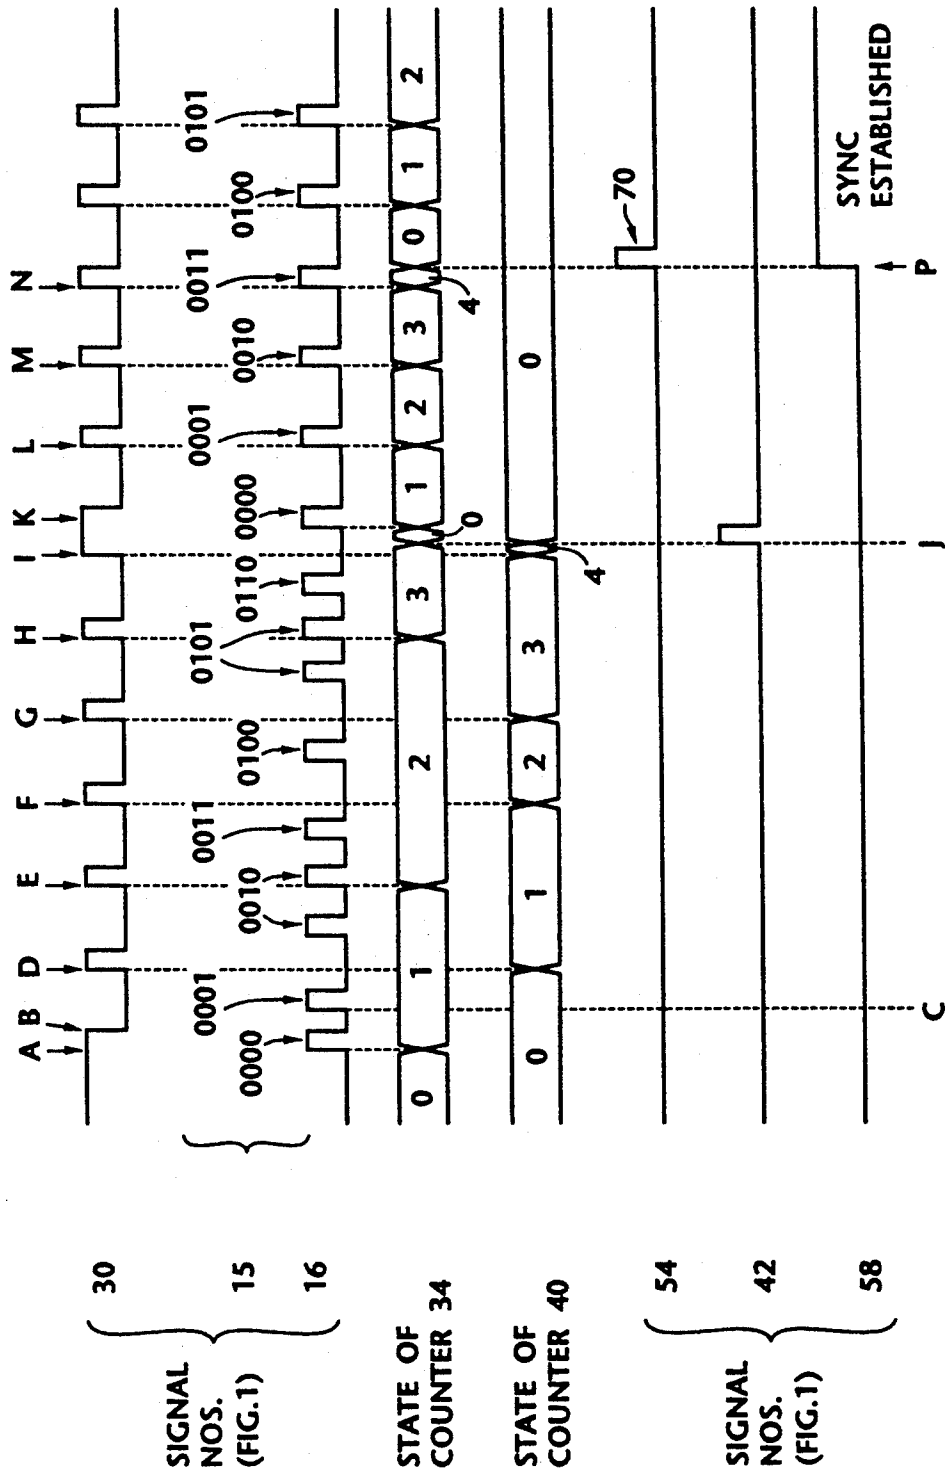 A B D E F G H I K L M N
SIGNAL NOS. (FIG.1)
30
15
16
0000 0001 0010 0011 0100 0101 0110 0000 0001 0010 0011 0100 0101
STATE OF COUNTER 34
0 1 2 3 0 1 2 3 4 0 1 2
STATE OF COUNTER 40
0 1 2 3 4 0
SIGNAL NOS. (FIG.1)
54
70
42
58
SYNC ESTABLISHED
C J P